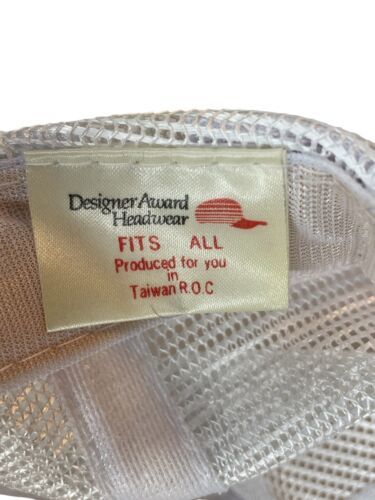 Designer Award
Headwear
FITS ALL
Produced for you
in
Taiwan R.O.C